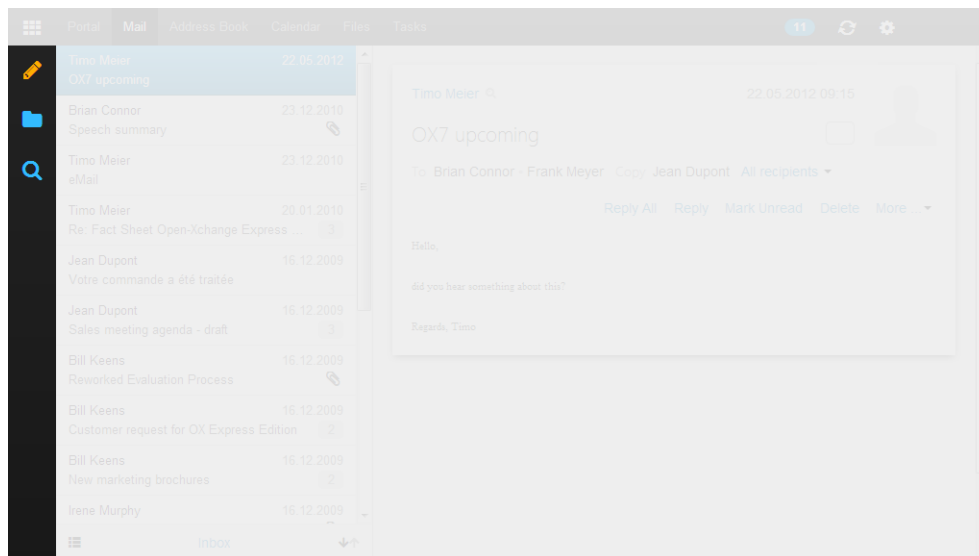 Portal Mail Address Book Calendar Files Tasks 11
Timo Meier 22.05.2012
OX7 upcoming
Brian Connor 23.12.2010
Speech summary
Timo Meier 23.12.2010
eMail
Timo Meier 20.01.2010
Re: Fact Sheet Open-Xchange Express ... 3
Jean Dupont 16.12.2009
Votre commande a été traitée
Jean Dupont 16.12.2009
Sales meeting agenda - draft 3
Bill Keens 16.12.2009
Reworked Evaluation Process
Bill Keens 16.12.2009
Customer request for OX Express Edition 2
Bill Keens 16.12.2009
New marketing brochures 2
Irene Murphy 16.12.2009
Inbox
Timo Meier 22.05.2012 09:15
OX7 upcoming
To Brian Connor - Frank Meyer Copy Jean Dupont All recipients
Reply All Reply Mark Unread Delete More ...
Hello,
did you hear something about this?
Regards, Timo